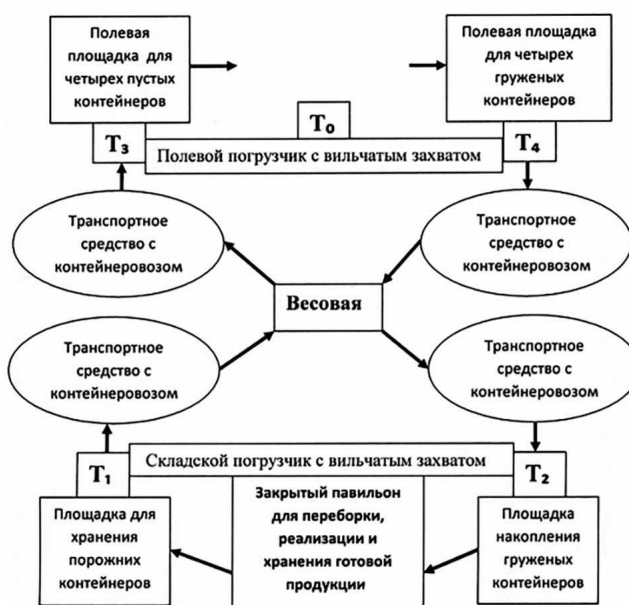 Полевая
площадка для
четырех пустых
контейнеров
Полевая площадка
для четырех
груженых
контейнеров
T₀
T₃
T₄
Полевой погрузчик с вильчатым захватом
Транспортное
средство с
контейнеровозом
Транспортное
средство с
контейнеровозом
Весовая
Транспортное
средство с
контейнеровозом
Транспортное
средство с
контейнеровозом
T₁
Складской погрузчик с вильчатым захватом
T₂
Площадка для
хранения
порожних
контейнеров
Закрытый павильон
для переборки,
реализации и
хранения готовой
продукции
Площадка
накопления
груженых
контейнеров